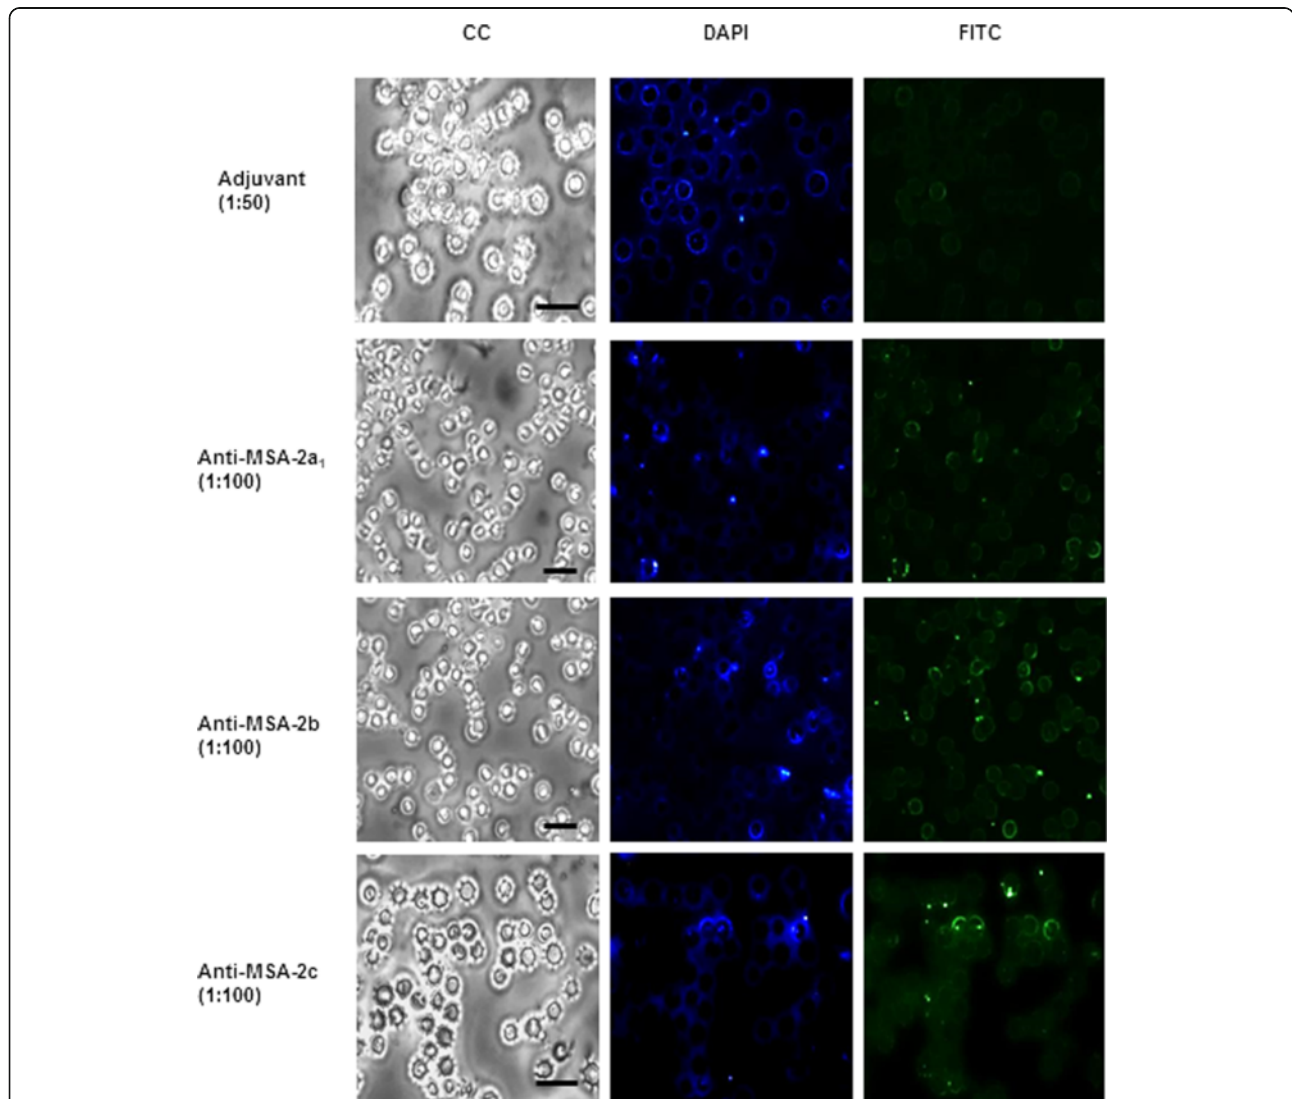 CC DAPI FITC
Adjuvant
(1:50)
Anti-MSA-2a₁
(1:100)
Anti-MSA-2b
(1:100)
Anti-MSA-2c
(1:100)